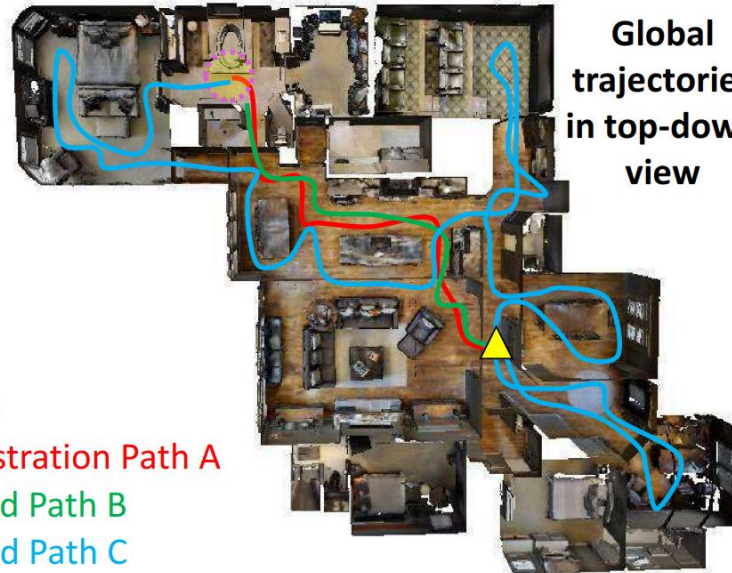 Global
trajectorie
in top-dow
view
stration Path A
d Path B
d Path C